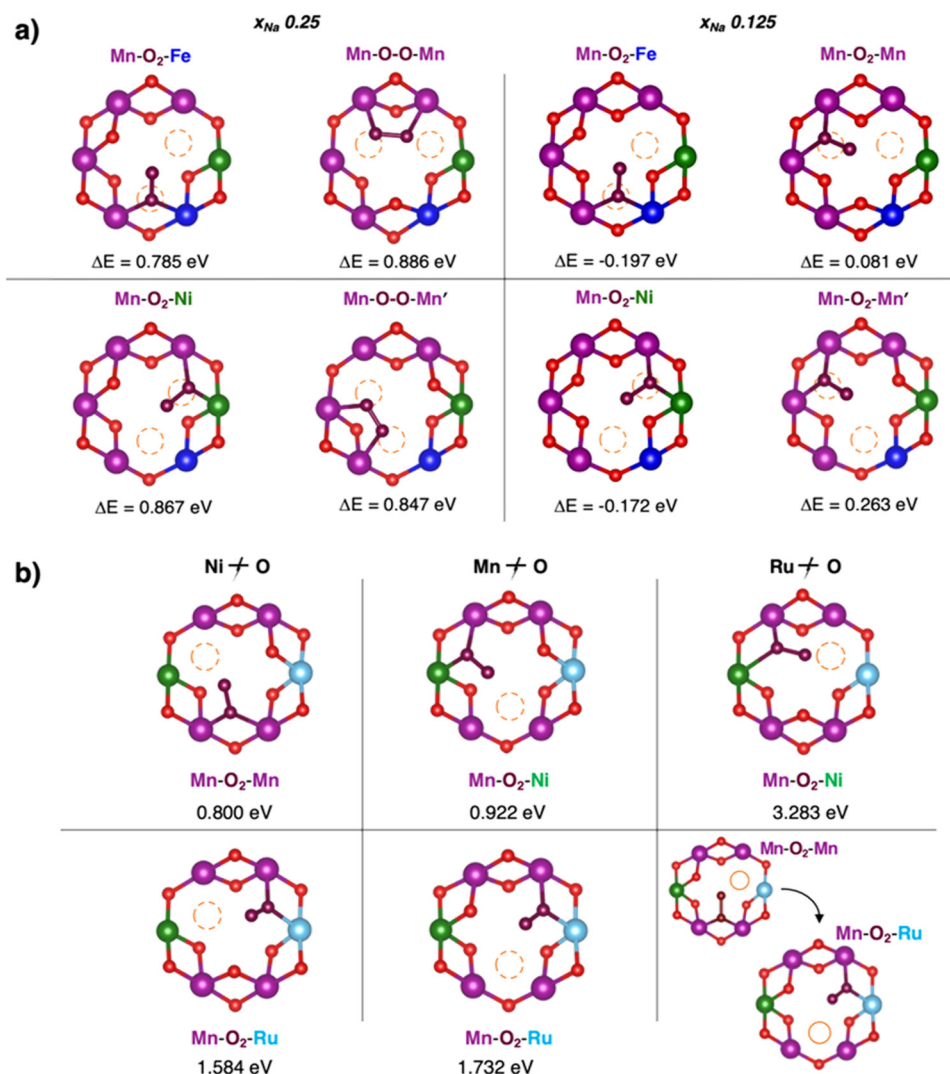 a)
x_Na 0.25
x_Na 0.125
Mn-O₂-Fe
Mn-O-O-Mn
Mn-O₂-Fe
Mn-O₂-Mn
ΔE = 0.785 eV
ΔE = 0.886 eV
ΔE = -0.197 eV
ΔE = 0.081 eV
Mn-O₂-Ni
Mn-O-O-Mn′
Mn-O₂-Ni
Mn-O₂-Mn′
ΔE = 0.867 eV
ΔE = 0.847 eV
ΔE = -0.172 eV
ΔE = 0.263 eV
b)
Ni ⌿ O
Mn ⌿ O
Ru ⌿ O
Mn-O₂-Mn
0.800 eV
Mn-O₂-Ni
0.922 eV
Mn-O₂-Ni
3.283 eV
Mn-O₂-Ru
1.584 eV
Mn-O₂-Ru
1.732 eV
Mn-O₂-Mn
Mn-O₂-Ru